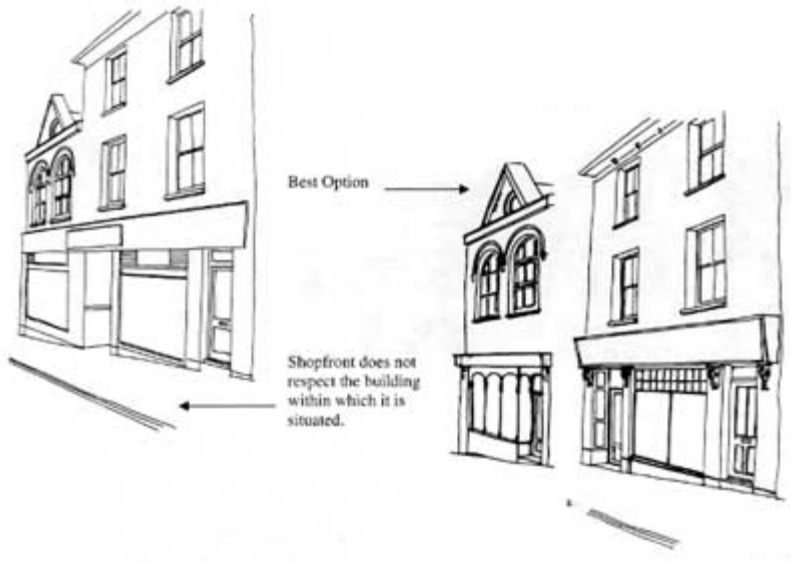 Best Option
Shopfront does not
respect the building
within which it is
situated.